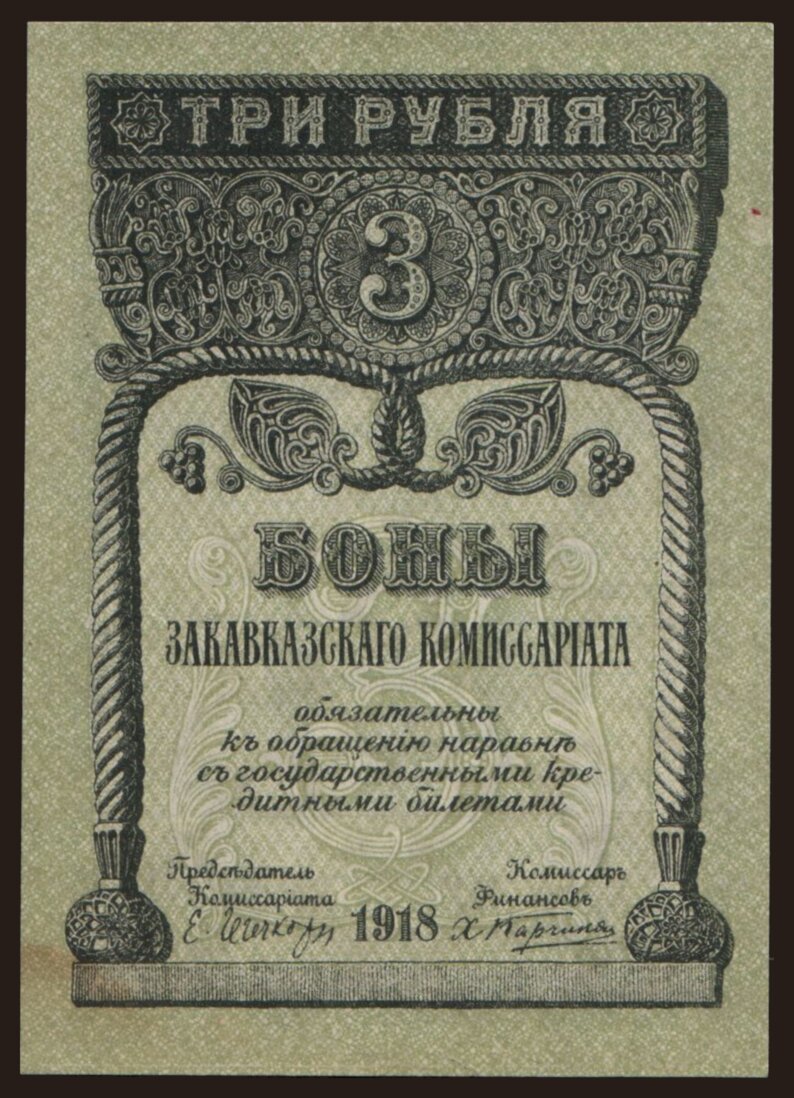 ТРИ РУБЛЯ
3
БОНЫ
ЗАКАВКАЗСКАГО КОМИССАРІАТА
обязательны
къ обращенію наравнѣ
съ государственными кре-
дитными билетами
Предсѣдатель
Комиссаріата
Комиссаръ
Финансовъ
1918